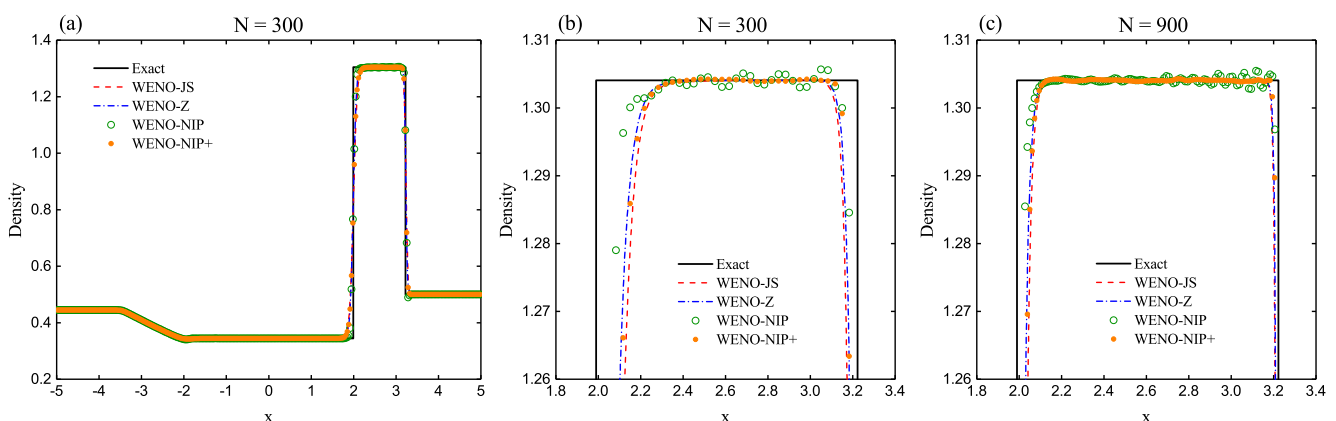 (a) N = 300
1.4
1.2
1.0
0.8
0.6
0.4
0.2
Density
Exact
WENO-JS
WENO-Z
WENO-NIP
WENO-NIP+
-5 -4 -3 -2 -1 0 1 2 3 4 5
x
(b) N = 300
1.31
1.30
1.29
1.28
1.27
1.26
Density
Exact
WENO-JS
WENO-Z
WENO-NIP
WENO-NIP+
1.8 2.0 2.2 2.4 2.6 2.8 3.0 3.2 3.4
x
(c) N = 900
1.31
1.30
1.29
1.28
1.27
1.26
Density
Exact
WENO-JS
WENO-Z
WENO-NIP
WENO-NIP+
1.8 2.0 2.2 2.4 2.6 2.8 3.0 3.2 3.4
x